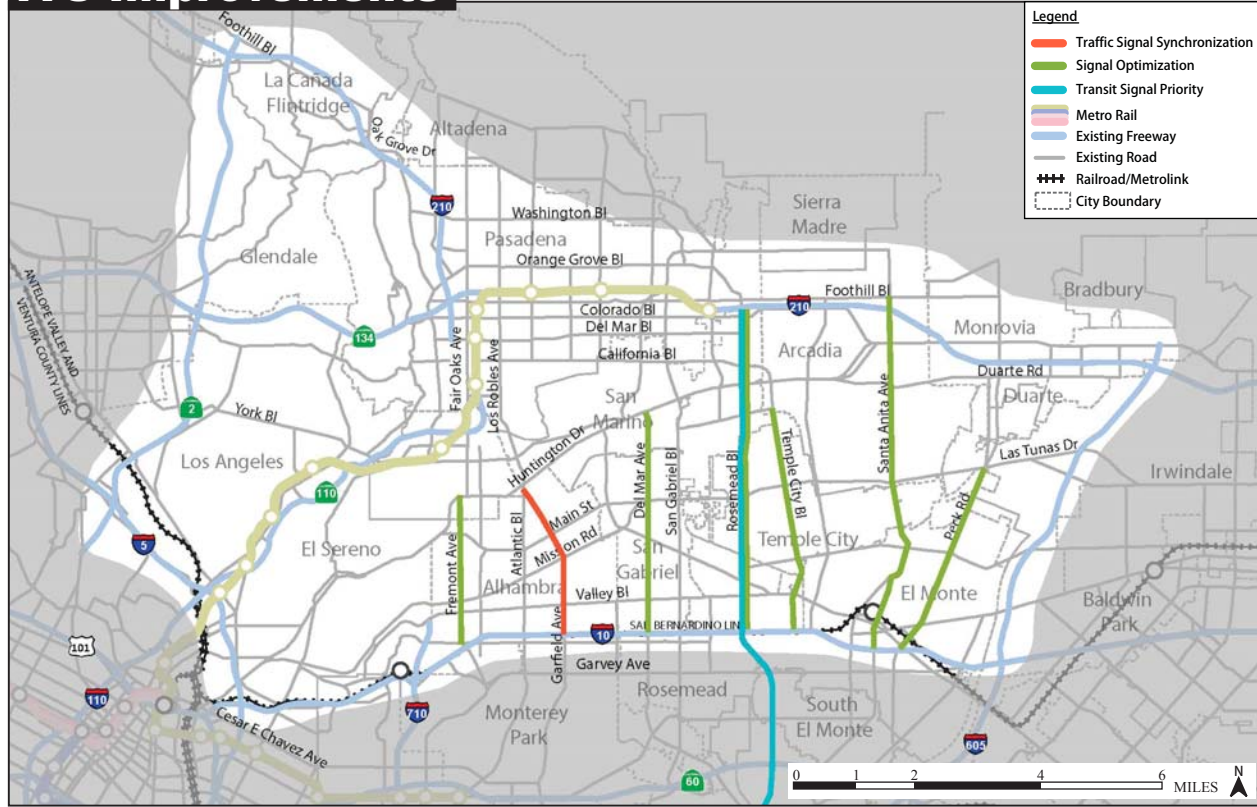 ITS Improvements
Legend
Traffic Signal Synchronization
Signal Optimization
Transit Signal Priority
Metro Rail
Existing Freeway
Existing Road
Railroad/Metrolink
City Boundary
Foothill Bl
La Cañada
Flintridge
Oak Grove Dr
Altadena
210
Washington Bl
Sierra
Madre
Pasadena
Glendale
Orange Grove Bl
ANTELOPE VALLEY AND
VENTURA COUNTY LINES
Foothill Bl
Bradbury
Colorado Bl
210
Del Mar Bl
Monrovia
134
California Bl
Arcadia
Fair Oaks Ave
Los Robles Ave
Duarte Rd
Duarte
2
York Bl
San
Marino
Huntington Dr
Del Mar Ave
San Gabriel Bl
Rosemead Bl
Temple City Bl
Santa Anita Ave
Las Tunas Dr
Los Angeles
Irwindale
110
Peck Rd
Main St
Mission Rd
Atlantic Bl
5
El Sereno
Temple City
San
Gabriel
Fremont Ave
Alhambra
Valley Bl
El Monte
Baldwin
Park
SAN BERNARDINO LIN
10
101
Garfield Ave
Garvey Ave
110
Rosemead
710
Monterey
Park
South
El Monte
Cesar E Chavez Ave
605
60
0 1 2 4 6 MILES
N